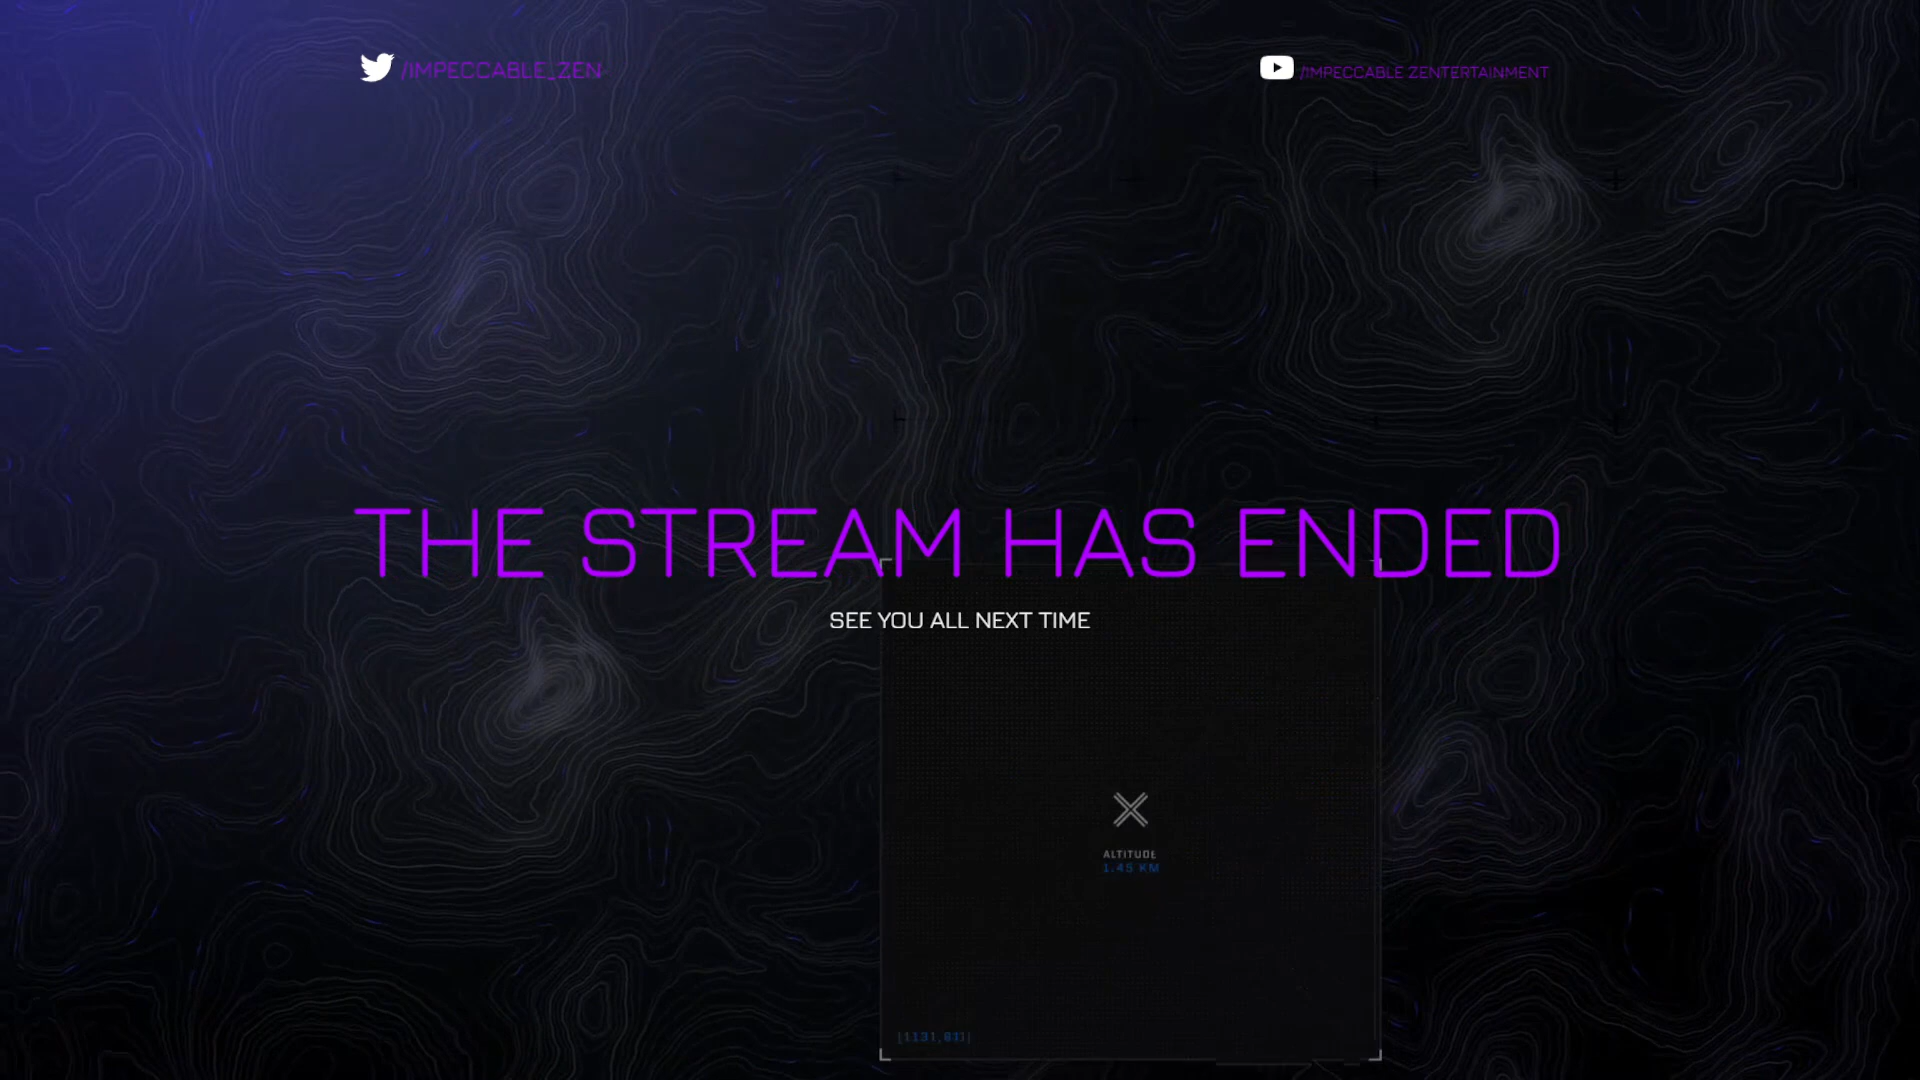 /IMPECCABLE_ZEN
/IMPECCABLE ZENTERTAINMENT
THE STREAM HAS ENDED
SEE YOU ALL NEXT TIME
ALTITUDE
1.45 KM